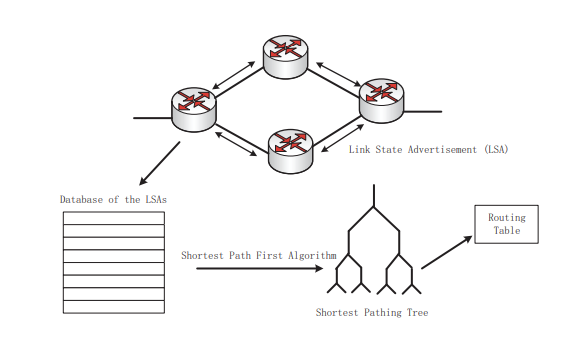 Link State Advertisement (LSA)
Database of the LSAs
Routing
Table
Shortest Path First Algorithm
Shortest Pathing Tree